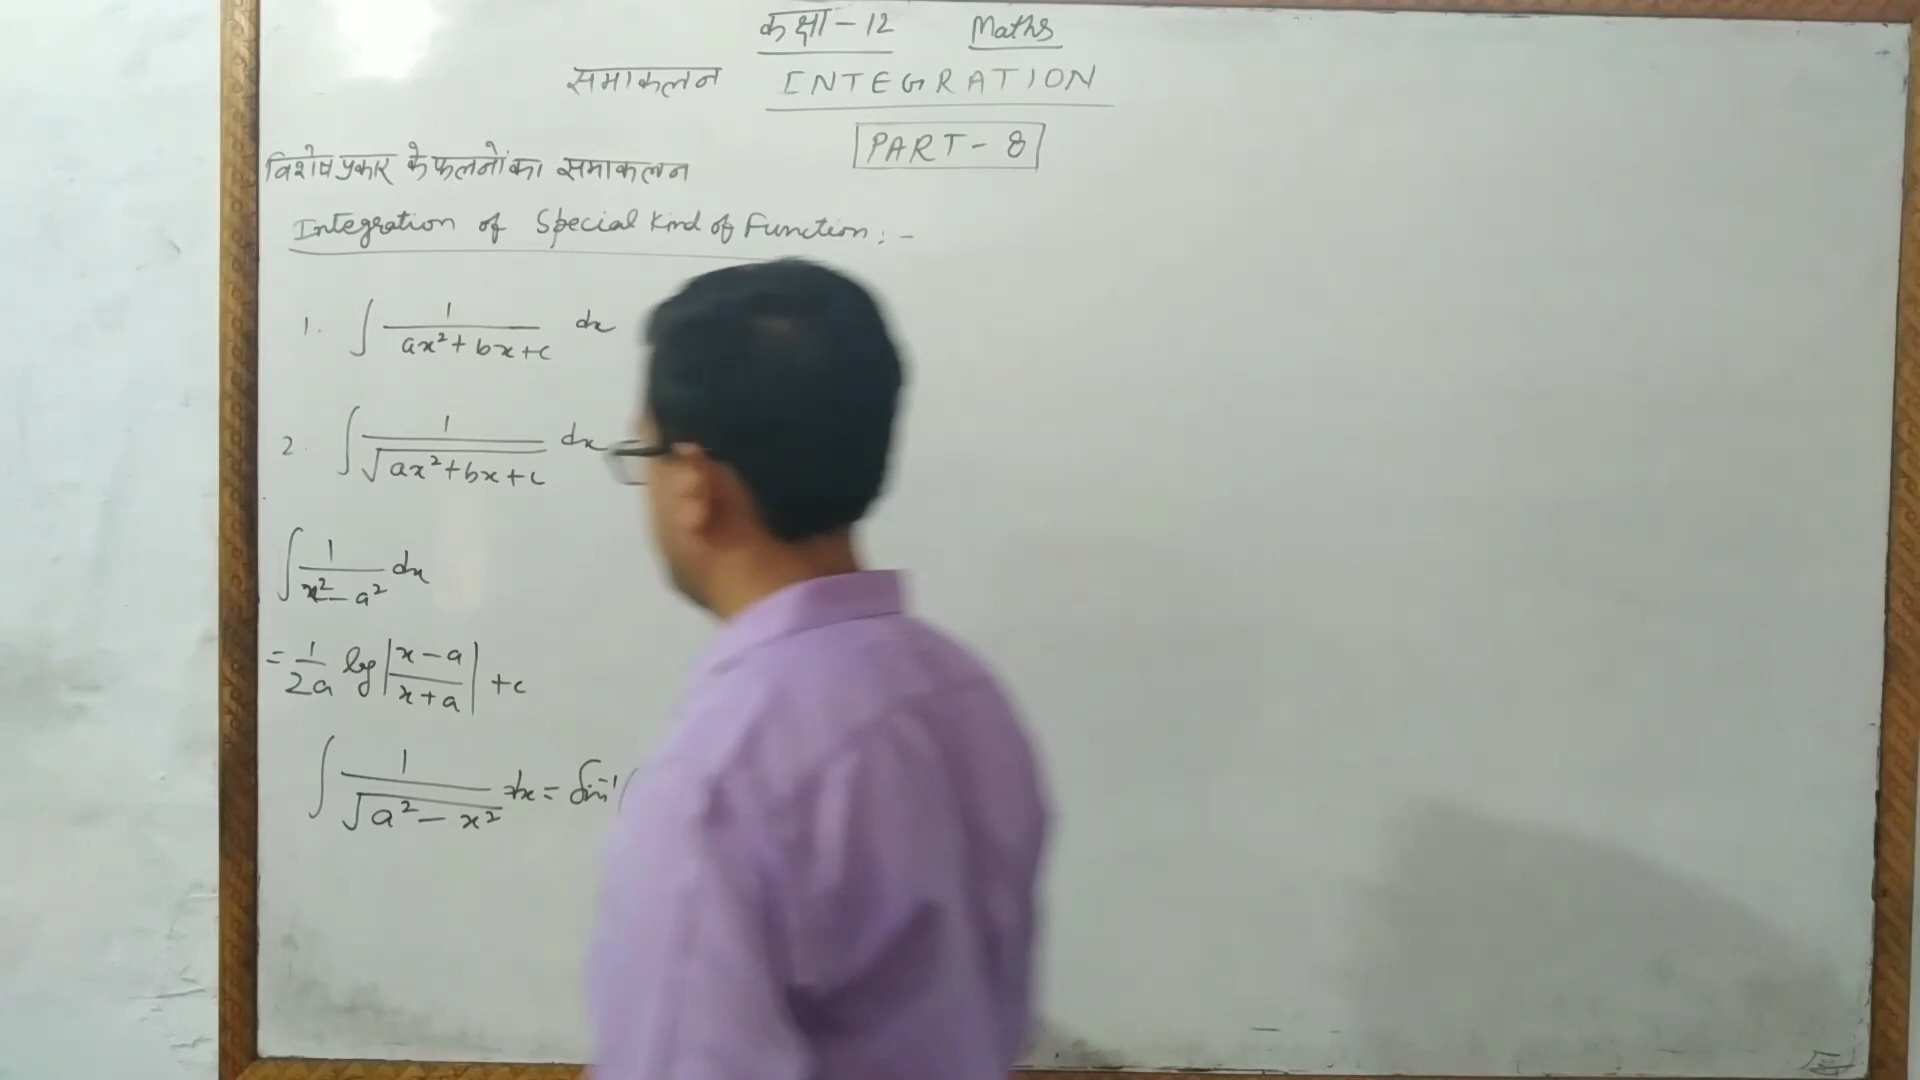 कक्षा - 12 Maths
समाकलन INTEGRATION
PART - 8
विशेष प्रकार के फलनों का समाकलन
Integration of Special Kind of Function : -
1. ∫ 1/(ax² + bx + c) dx
2. ∫ 1/√(ax² + bx + c) dx
∫ 1/(x² - a²) dx
= 1/2a log |(x - a)/(x + a)| + c
∫ 1/√(a² - x²) dx = Sin⁻¹(